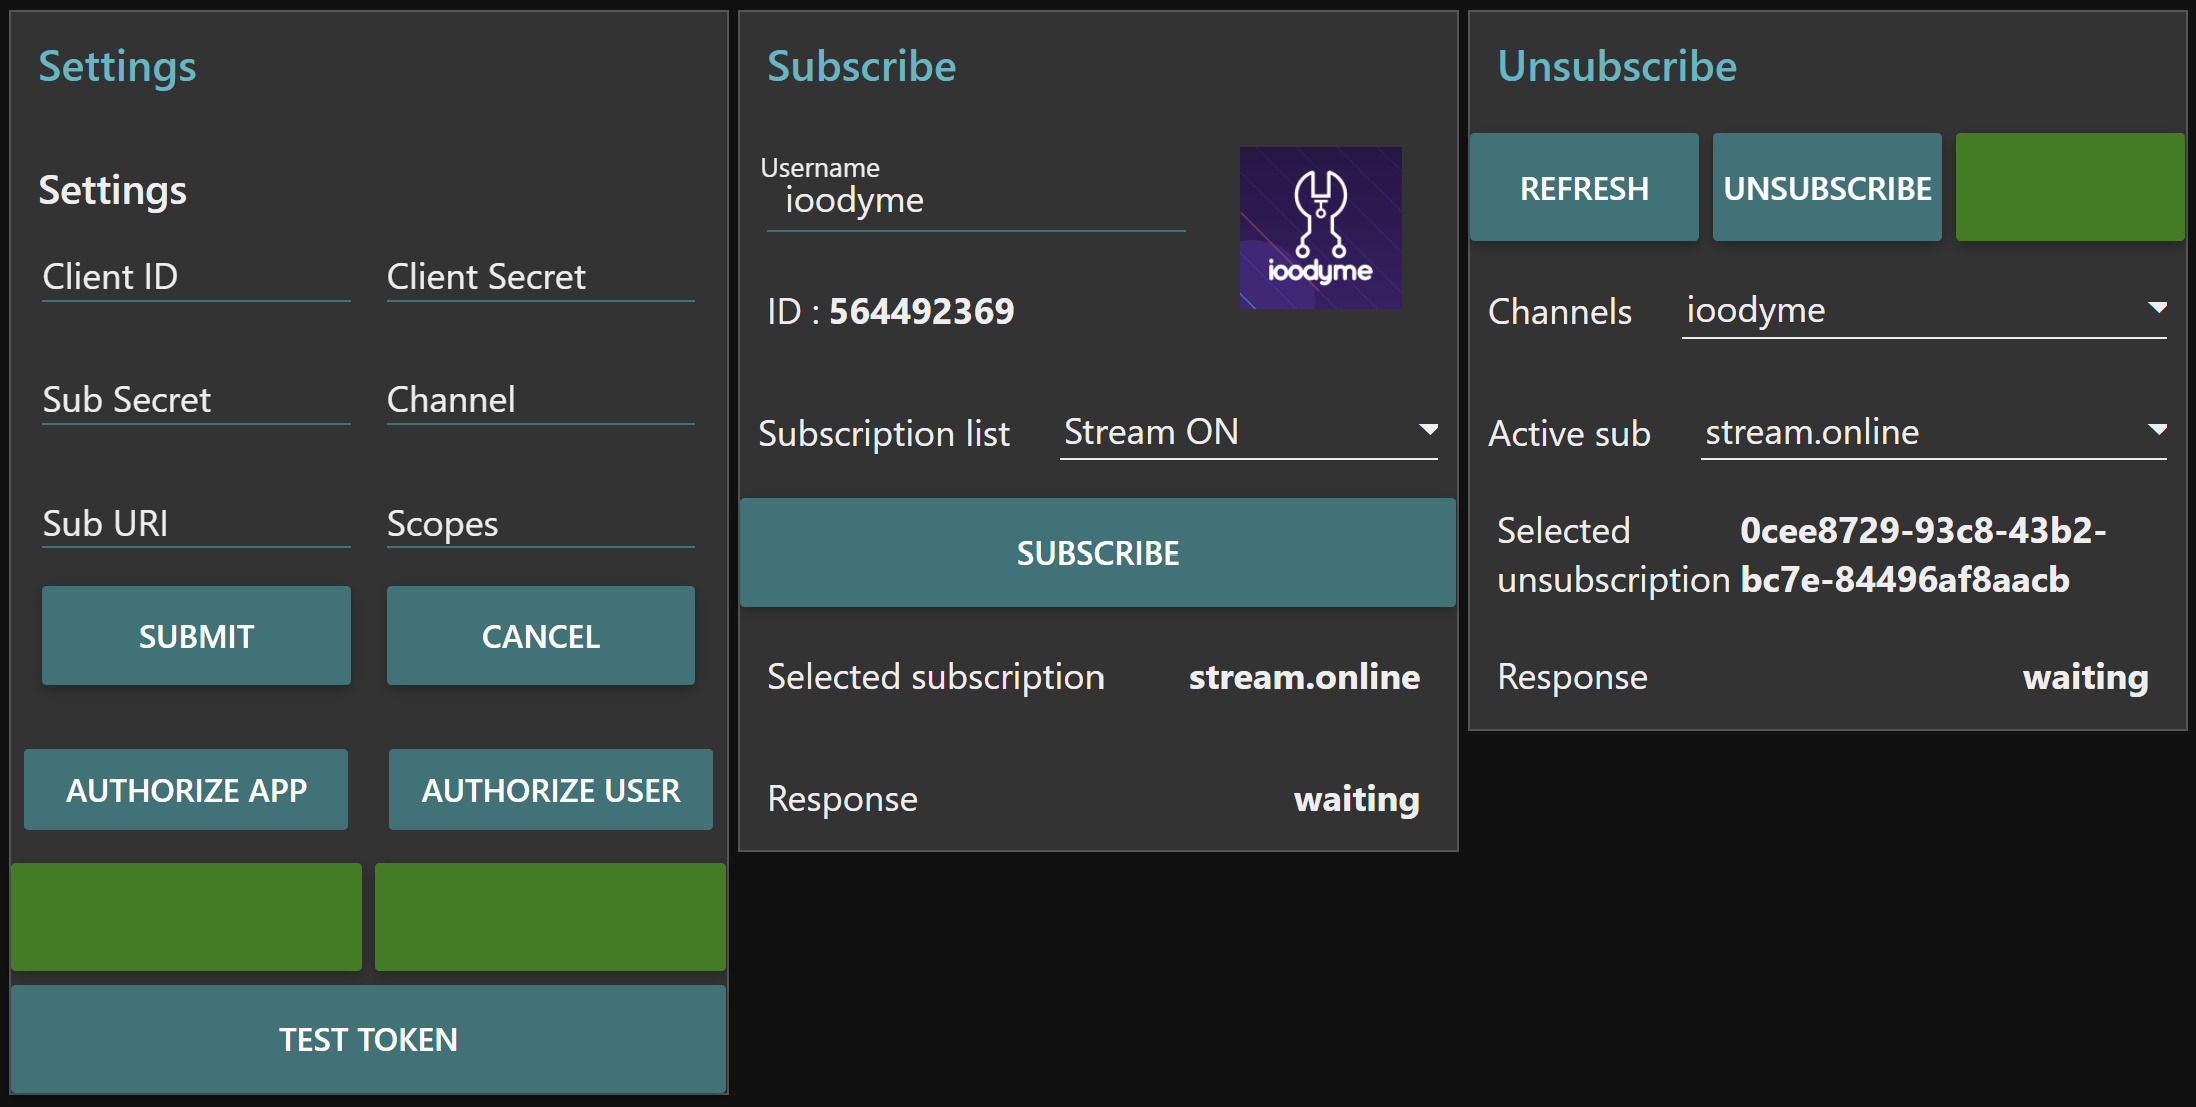 Settings
Settings
Client ID
Client Secret
Sub Secret
Channel
Sub URI
Scopes
SUBMIT
CANCEL
AUTHORIZE APP
AUTHORIZE USER
TEST TOKEN
Subscribe
Username
ioodyme
ioodyme
ID : 564492369
Subscription list
Stream ON
SUBSCRIBE
Selected subscription
stream.online
Response
waiting
Unsubscribe
REFRESH
UNSUBSCRIBE
Channels
ioodyme
Active sub
stream.online
Selected
unsubscription
0cee8729-93c8-43b2-
bc7e-84496af8aacb
Response
waiting